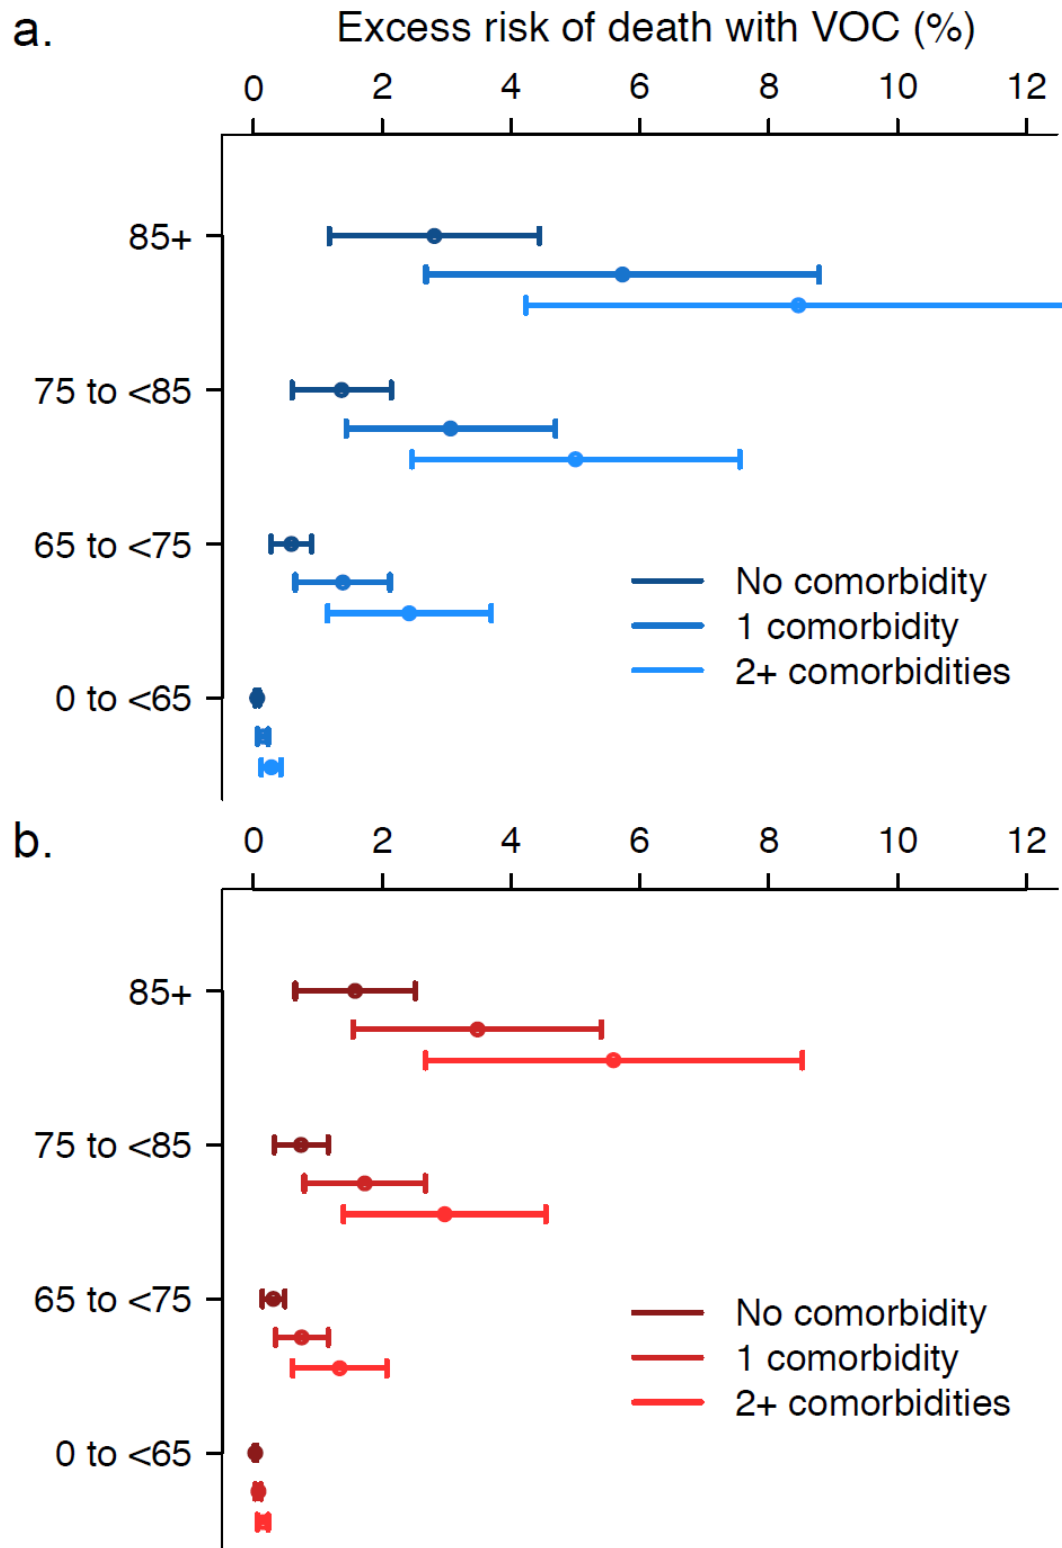 a.
Excess risk of death with VOC (%)
0 2 4 6 8 10 12
85+
75 to <85
65 to <75
No comorbidity
1 comorbidity
2+ comorbidities
0 to <65
b.
0 2 4 6 8 10 12
85+
75 to <85
65 to <75
No comorbidity
1 comorbidity
2+ comorbidities
0 to <65